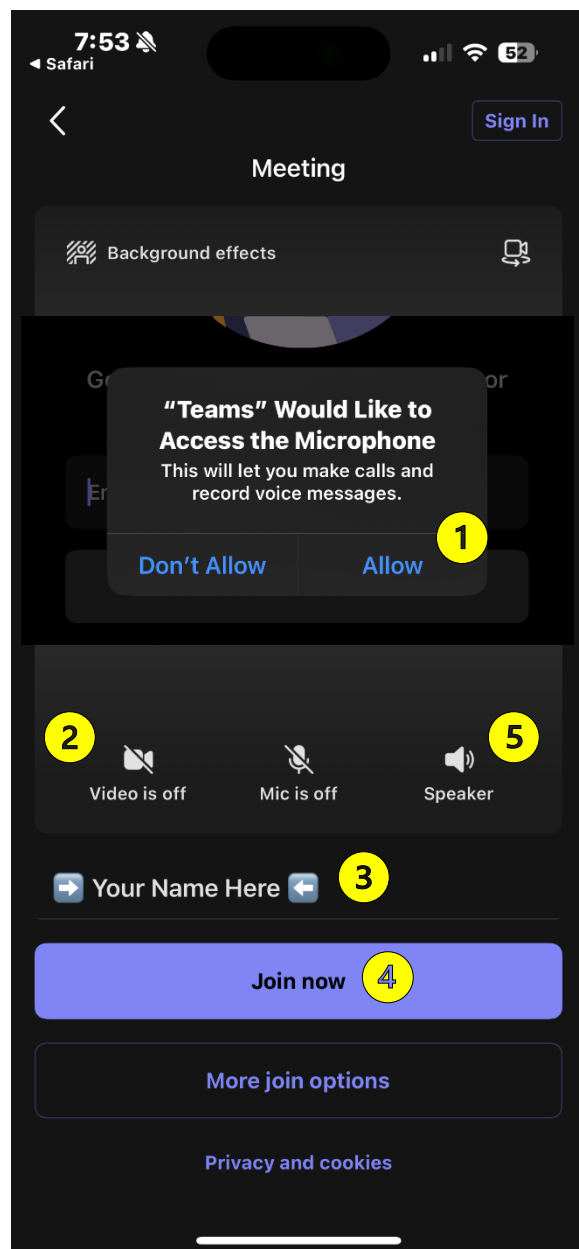 7:53
52
◀ Safari
Sign In
Meeting
Background effects
“Teams” Would Like to
Access the Microphone
This will let you make calls and
record voice messages.
1
Don’t Allow
Allow
2
5
Video is off
Mic is off
Speaker
➡️ Your Name Here ⬅️
3
Join now
4
More join options
Privacy and cookies